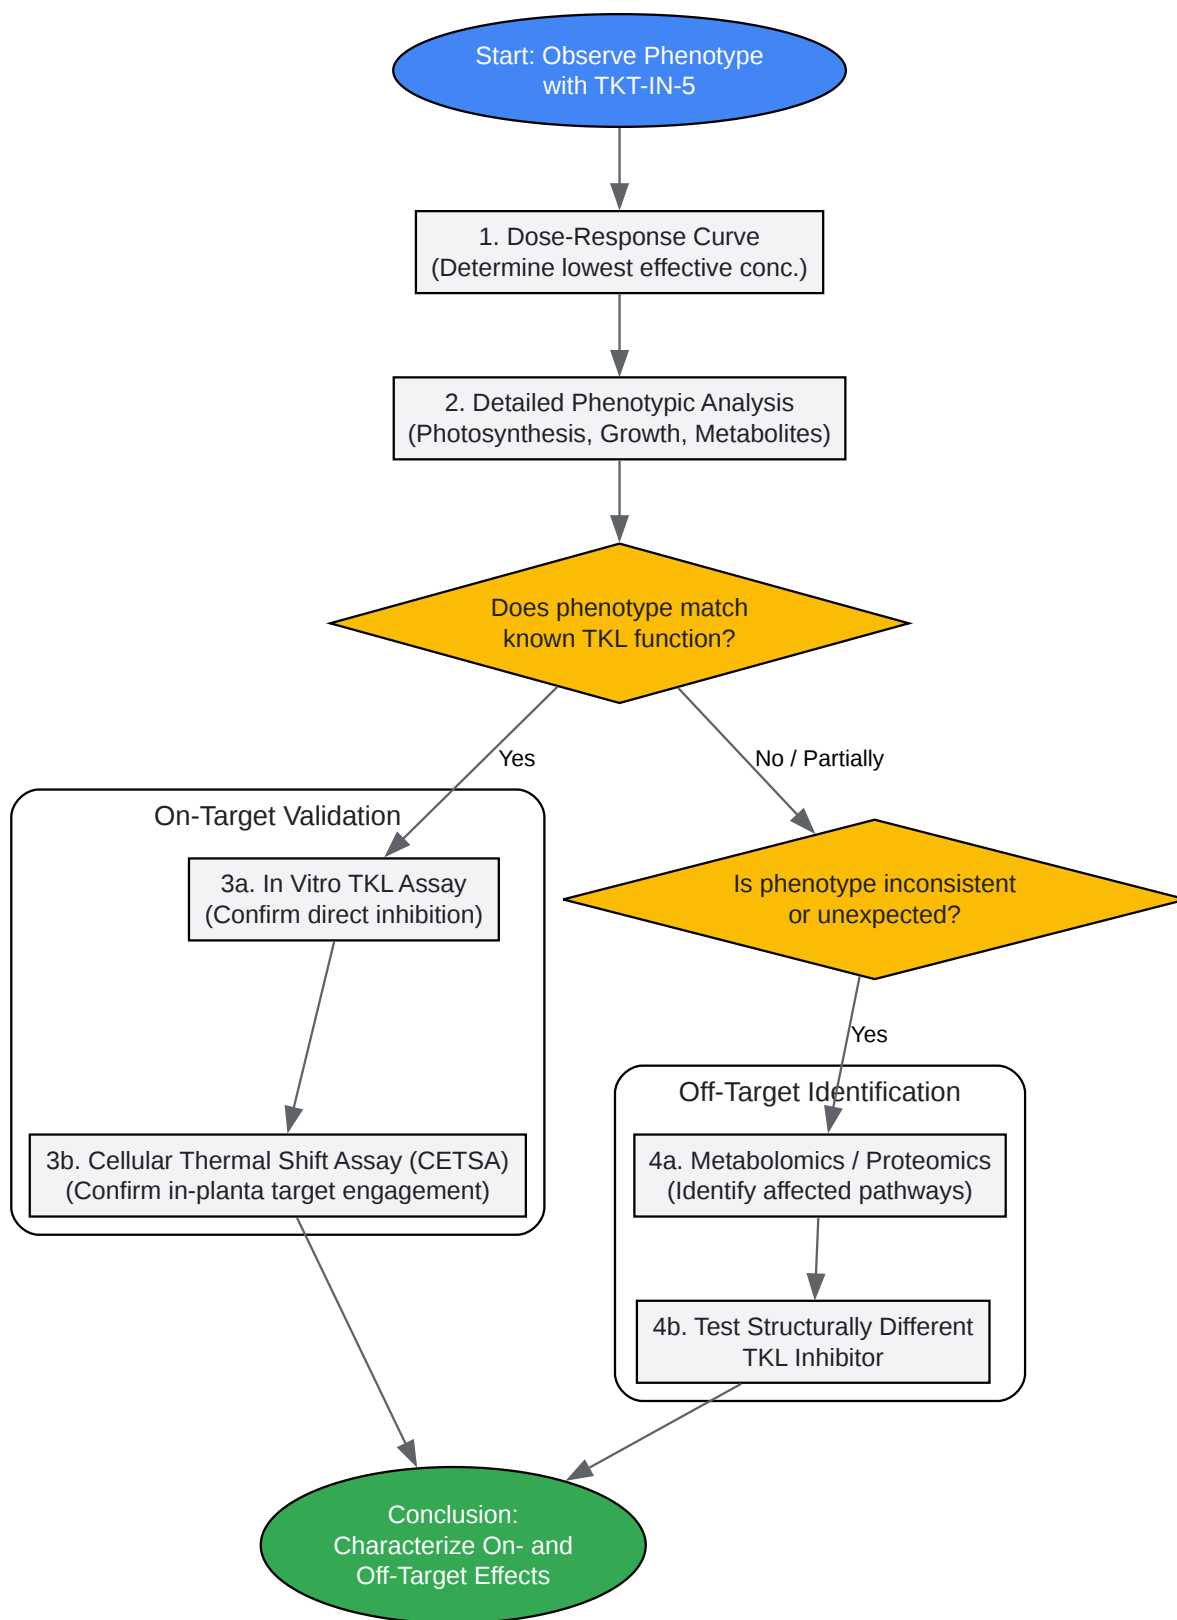 Start: Observe Phenotype
with TKT-IN-5
1. Dose-Response Curve
(Determine lowest effective conc.)
2. Detailed Phenotypic Analysis
(Photosynthesis, Growth, Metabolites)
Does phenotype match
known TKL function?
Yes
No / Partially
On-Target Validation
3a. In Vitro TKL Assay
(Confirm direct inhibition)
Is phenotype inconsistent
or unexpected?
Yes
Off-Target Identification
3b. Cellular Thermal Shift Assay (CETSA)
(Confirm in-planta target engagement)
4a. Metabolomics / Proteomics
(Identify affected pathways)
4b. Test Structurally Different
TKL Inhibitor
Conclusion:
Characterize On- and
Off-Target Effects